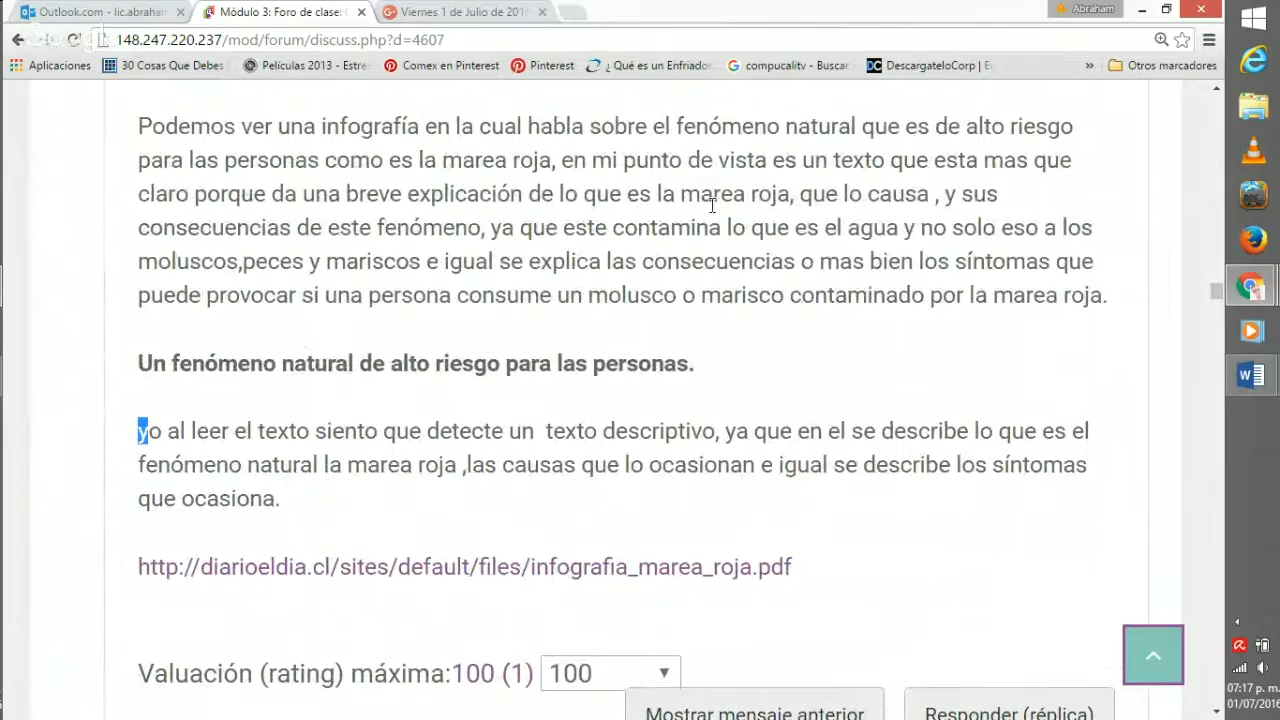 Outlook.com - lic.abraham
Módulo 3: Foro de clase:
Viernes 1 de Julio de 201
Abraham
148.247.220.237/mod/forum/discuss.php?d=4607
Aplicaciones
30 Cosas Que Debes
Películas 2013 - Estre
Comex en Pinterest
Pinterest
¿Qué es un Enfriado
compucality - Buscar
DescargateloCorp | E
» Otros marcadores
Podemos ver una infografía en la cual habla sobre el fenómeno natural que es de alto riesgo
para las personas como es la marea roja, en mi punto de vista es un texto que esta mas que
claro porque da una breve explicación de lo que es la marea roja, que lo causa , y sus
consecuencias de este fenómeno, ya que este contamina lo que es el agua y no solo eso a los
moluscos,peces y mariscos e igual se explica las consecuencias o mas bien los síntomas que
puede provocar si una persona consume un molusco o marisco contaminado por la marea roja.
Un fenómeno natural de alto riesgo para las personas.
yo al leer el texto siento que detecte un texto descriptivo, ya que en el se describe lo que es el
fenómeno natural la marea roja ,las causas que lo ocasionan e igual se describe los síntomas
que ocasiona.
http://diarioeldia.cl/sites/default/files/infografia_marea_roja.pdf
Valuación (rating) máxima:100 (1) 100
Mostrar mensaje anterior
Responder (réplica)
07:17 p. m.
01/07/2016